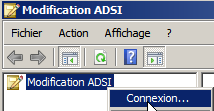 Modification ADSI
Fichier Action Affichage ?
Modification ADSI
Connexion...